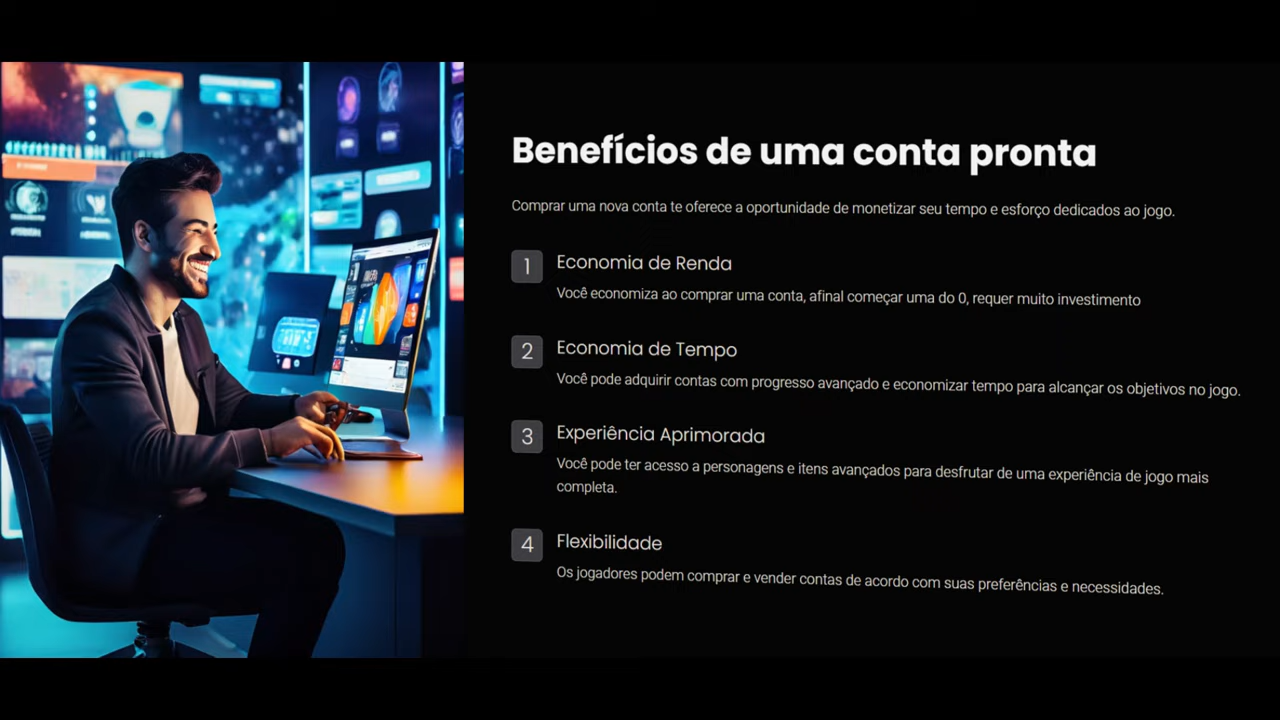 Benefícios de uma conta pronta
Comprar uma nova conta te oferece a oportunidade de monetizar seu tempo e esforço dedicados ao jogo.
1 Economia de Renda
Você economiza ao comprar uma conta, afinal começar uma do 0, requer muito investimento
2 Economia de Tempo
Você pode adquirir contas com progresso avançado e economizar tempo para alcançar os objetivos no jogo.
3 Experiência Aprimorada
Você pode ter acesso a personagens e itens avançados para desfrutar de uma experiência de jogo mais
completa.
4 Flexibilidade
Os jogadores podem comprar e vender contas de acordo com suas preferências e necessidades.